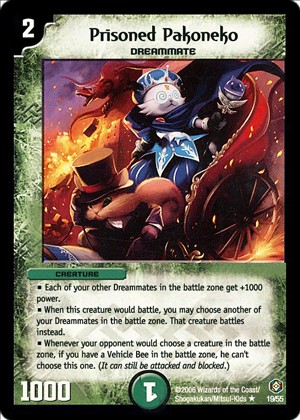 2
Prisoned Pakoneko
DREAMMATE
CREATURE
■ Each of your other Dreammates in the battle zone get +1000
power.
■ When this creature would battle, you may choose another of
your Dreammates in the battle zone. That creature battles
instead.
■ Whenever your opponent would choose a creature in the battle
zone, if you have a Vehicle Bee in the battle zone, he can't
choose this one. (It can still be attacked and blocked.)
1000
1
©2006 Wizards of the Coast/
Shogakukan/Mitsui-Kids ★ 19/55